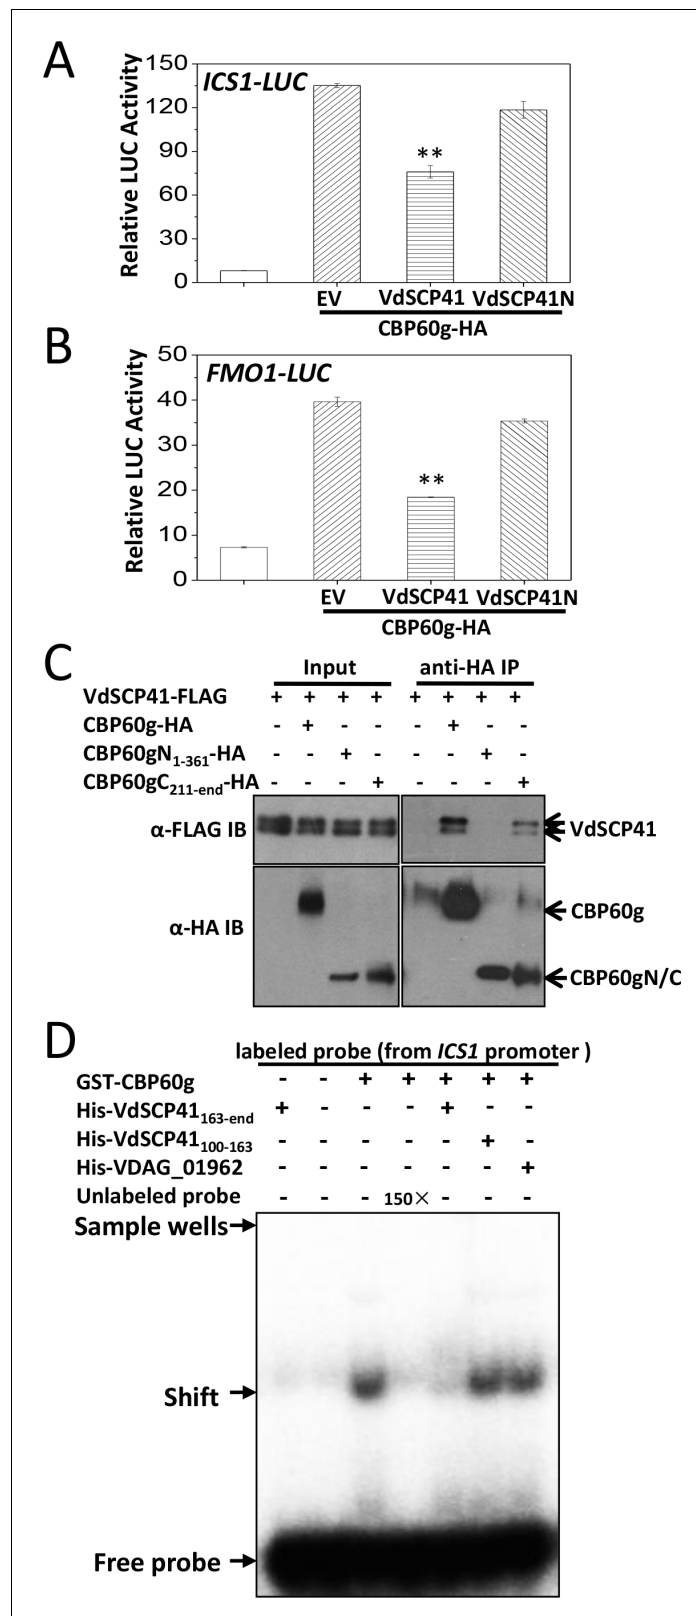 A
ICS1-LUC
Relative LUC Activity
150
120
90
60
30
0
**
EV VdSCP41 VdSCP41N
CBP60g-HA
B
FMO1-LUC
Relative LUC Activity
50
40
30
20
10
0
**
EV VdSCP41 VdSCP41N
CBP60g-HA
C
Input anti-HA IP
VdSCP41-FLAG + + + + + + + +
CBP60g-HA - + - - - + - -
CBP60gN1-361-HA - - + - - - + -
CBP60gC211-end-HA - - - + - - - +
α-FLAG IB VdSCP41
α-HA IB CBP60g
CBP60gN/C
D
labeled probe (from ICS1 promoter )
GST-CBP60g - - + + + + +
His-VdSCP41163-end + - - - + - -
His-VdSCP41100-163 - - - - - + -
His-VDAG_01962 - - - - - - +
Unlabeled probe - - - 150× - - -
Sample wells
Shift
Free probe